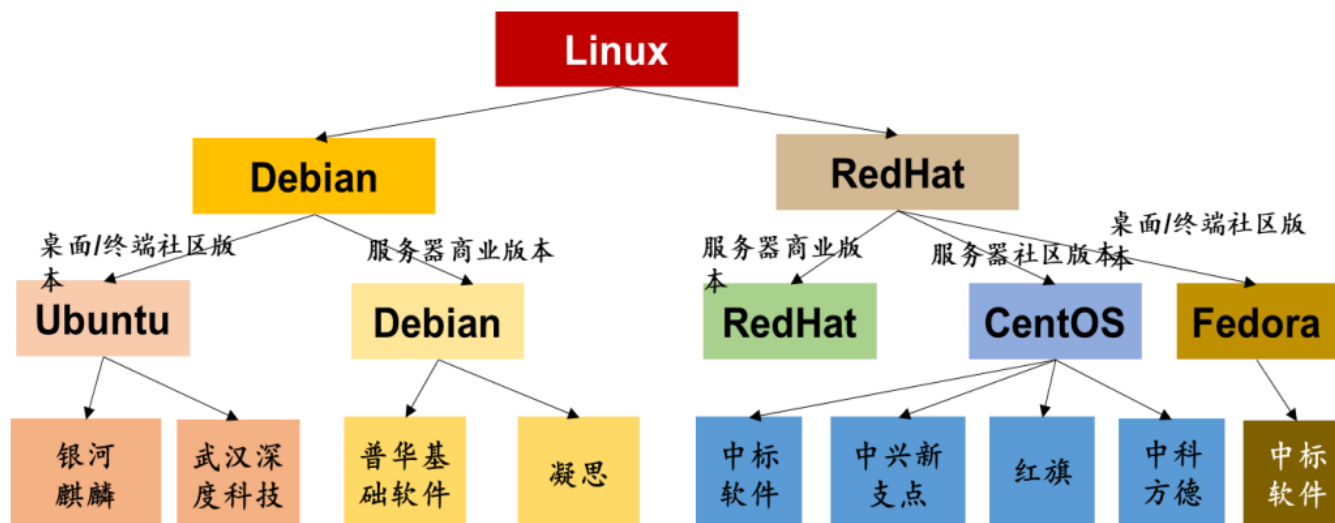 Linux
Debian
RedHat
桌面/终端社区版
本
服务器商业版本
服务器商业版
本
服务器社区版本
桌面/终端社区版
本
Ubuntu
Debian
RedHat
CentOS
Fedora
银河
麒麟
武汉深
度科技
普华基
础软件
凝思
中标
软件
中兴新
支点
红旗
中科
方德
中标
软件